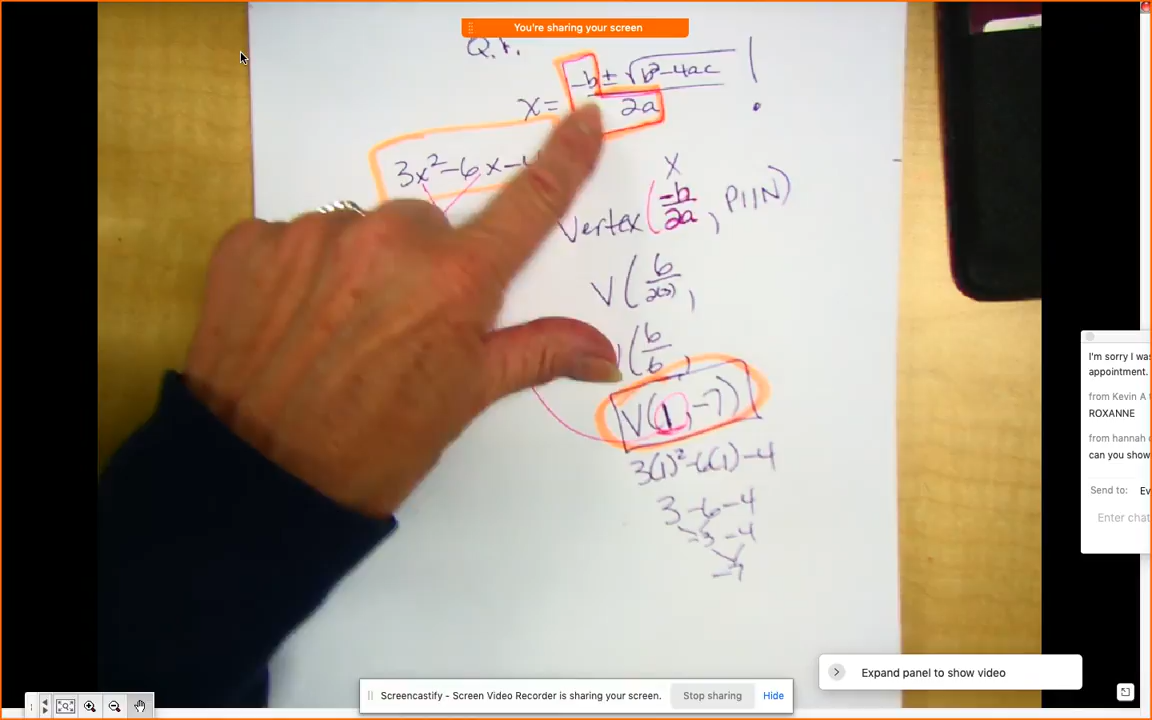 You're sharing your screen
Q.F.
x = -b ± √b²-4ac / 2a !
3x²-6x-4
x
Vertex (-b/2a, PIIN)
V(6/2(3),
V(6/6,
V(1,-7)
3(1)²-6(1)-4
3-6-4
-3-4
-7
I'm sorry I was
appointment.
from Kevin A t
ROXANNE
from hannah c
can you show
Send to: Ev
Enter chat
Expand panel to show video
Screencastify - Screen Video Recorder is sharing your screen.
Stop sharing
Hide